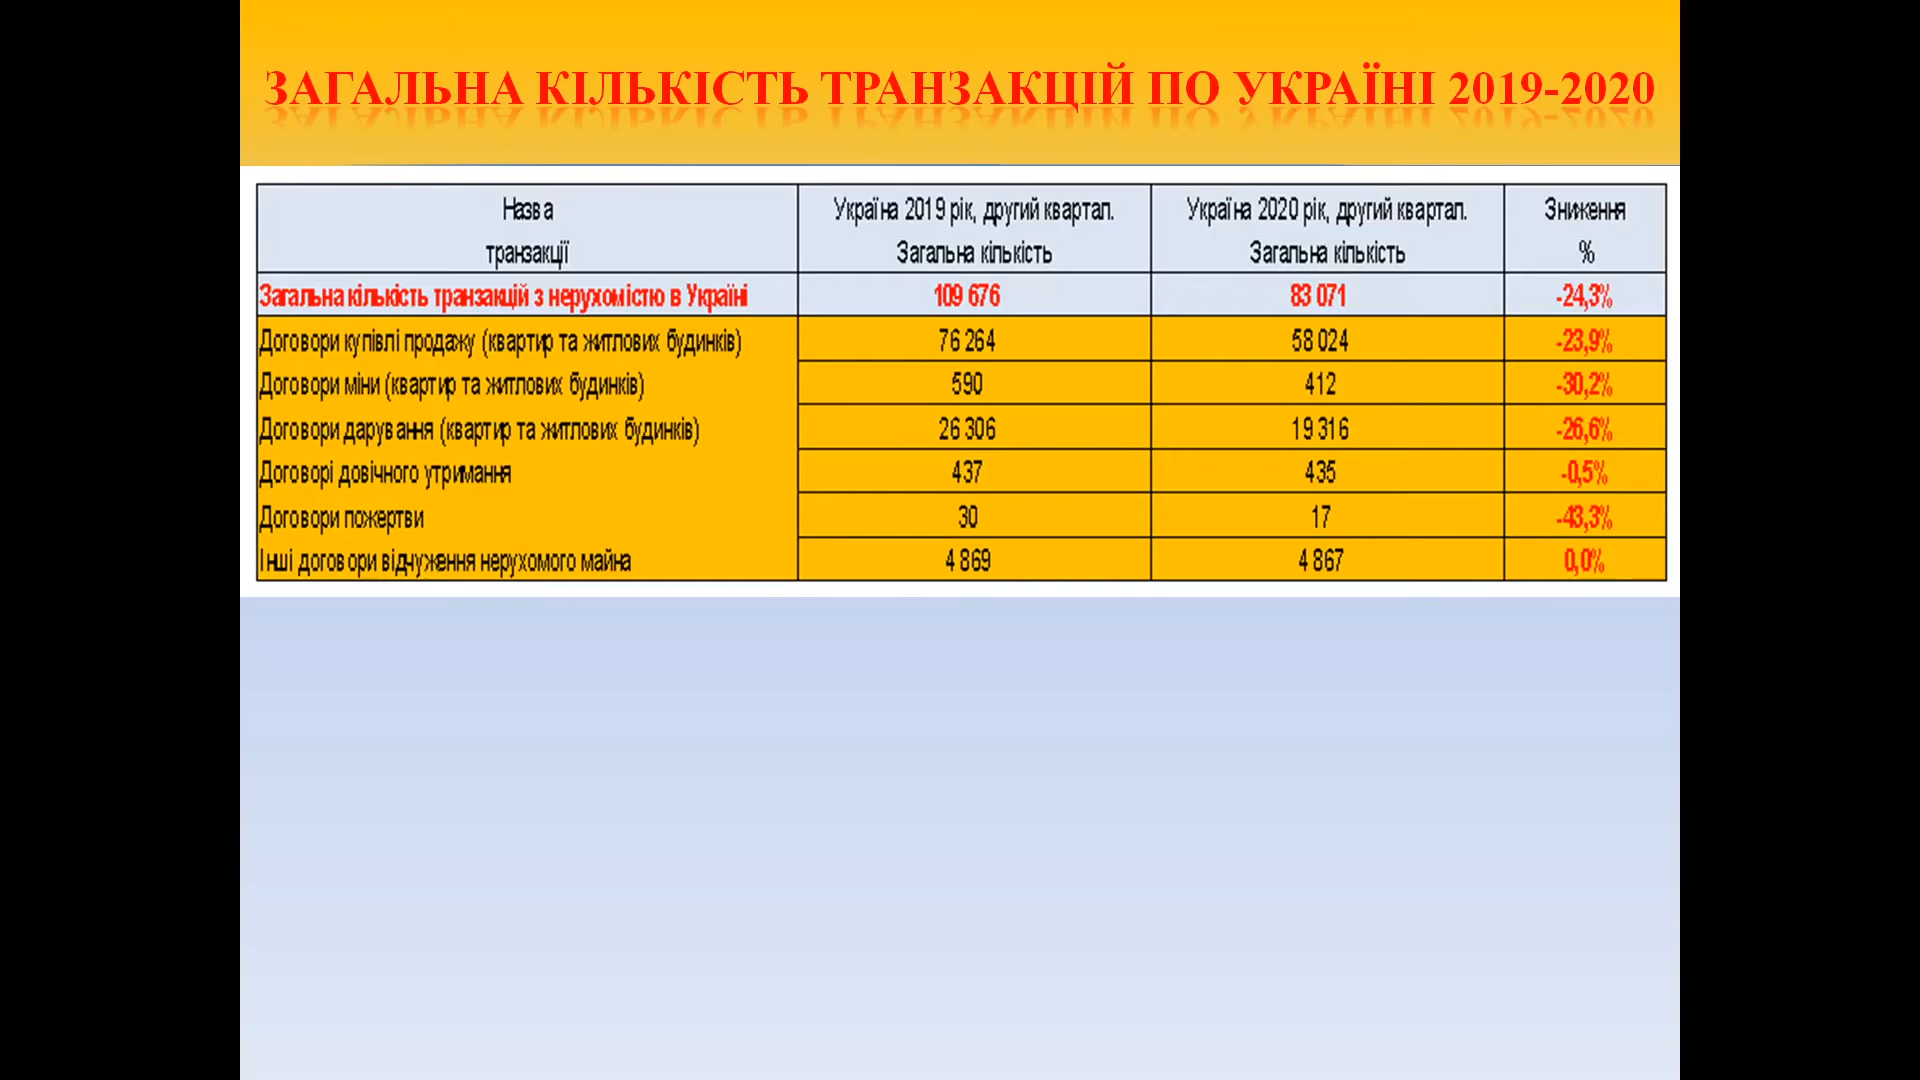 ЗАГАЛЬНА КІЛЬКІСТЬ ТРАНЗАКЦІЙ ПО УКРАЇНІ 2019-2020
Назва транзакції Україна 2019 рік, другий квартал. Загальна кількість Україна 2020 рік, другий квартал. Загальна кількість Зниження %
Загальна кількість транзакцій з нерухомістю в Україні 109 676 83 071 -24,3%
Договори купівлі продажу (квартир та житлових будинків) 76 264 58 024 -23,9%
Договори міни (квартир та житлових будинків) 590 412 -30,2%
Договори дарування (квартир та житлових будинків) 26 306 19 316 -26,6%
Договорі довічного утримання 437 435 -0,5%
Договори пожертви 30 17 -43,3%
Інші договори відчуження нерухомого майна 4 869 4 867 0,0%